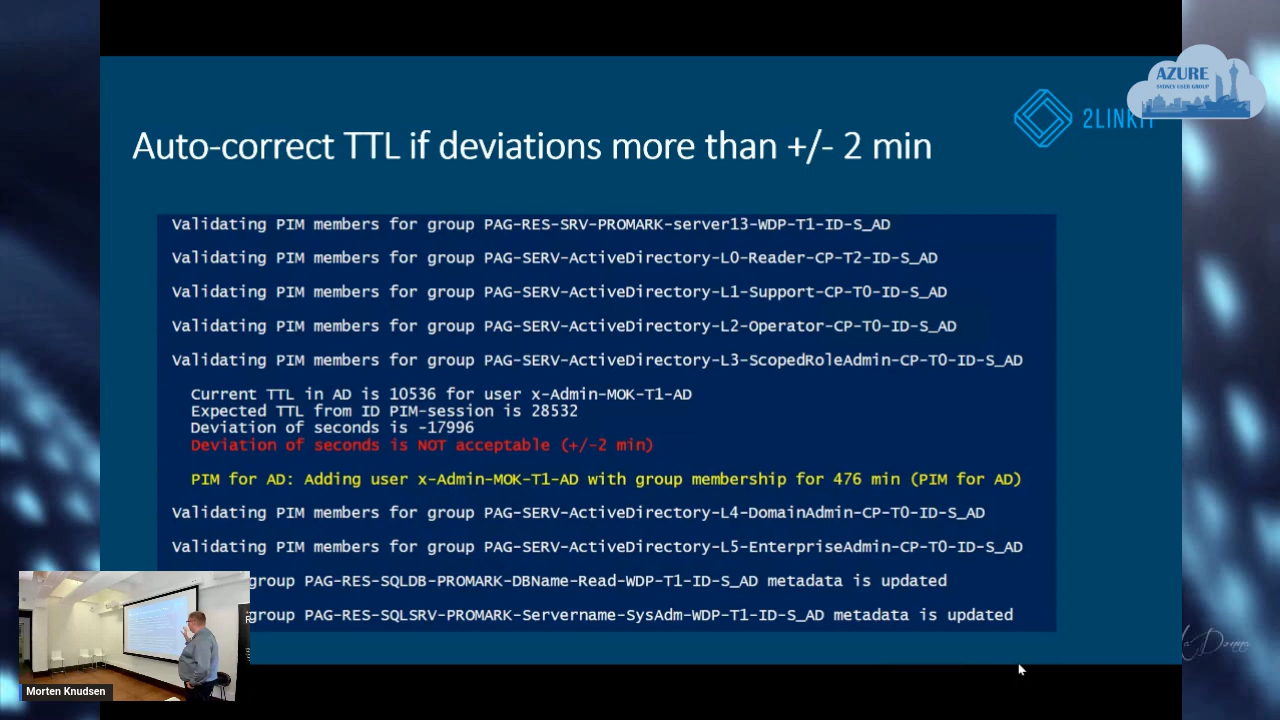 AZURE
SYDNEY USER GROUP
2LINKIT
Auto-correct TTL if deviations more than +/- 2 min
Validating PIM members for group PAG-RES-SRV-PROMARK-server13-WDP-T1-ID-S_AD
Validating PIM members for group PAG-SERV-ActiveDirectory-L0-Reader-CP-T2-ID-S_AD
Validating PIM members for group PAG-SERV-ActiveDirectory-L1-Support-CP-T0-ID-S_AD
Validating PIM members for group PAG-SERV-ActiveDirectory-L2-Operator-CP-T0-ID-S_AD
Validating PIM members for group PAG-SERV-ActiveDirectory-L3-ScopedRoleAdmin-CP-T0-ID-S_AD
Current TTL in AD is 10536 for user x-Admin-MOK-T1-AD
Expected TTL from ID PIM-session is 28532
Deviation of seconds is -17996
Deviation of seconds is NOT acceptable (+/-2 min)
PIM for AD: Adding user x-Admin-MOK-T1-AD with group membership for 476 min (PIM for AD)
Validating PIM members for group PAG-SERV-ActiveDirectory-L4-DomainAdmin-CP-T0-ID-S_AD
Validating PIM members for group PAG-SERV-ActiveDirectory-L5-EnterpriseAdmin-CP-T0-ID-S_AD
group PAG-RES-SQLDB-PROMARK-DBName-Read-WDP-T1-ID-S_AD metadata is updated
group PAG-RES-SQLSRV-PROMARK-Servername-SysAdm-WDP-T1-ID-S_AD metadata is updated
Morten Knudsen